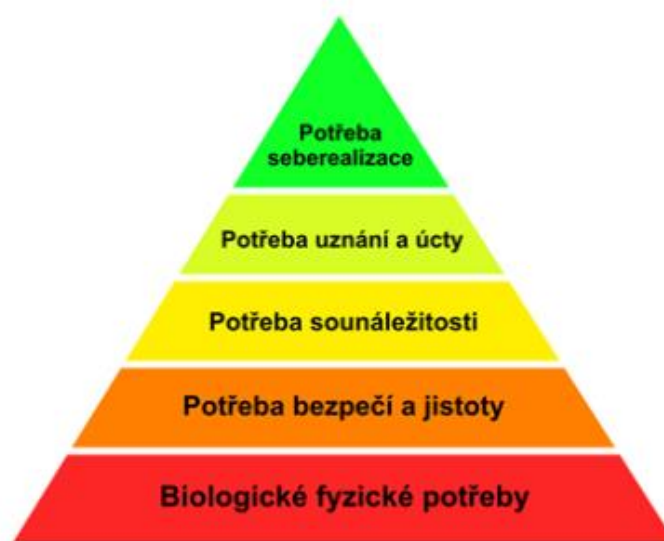 Potřeba
seberealizace
Potřeba uznání a úcty
Potřeba sounáležitosti
Potřeba bezpečí a jistoty
Biologické fyzické potřeby